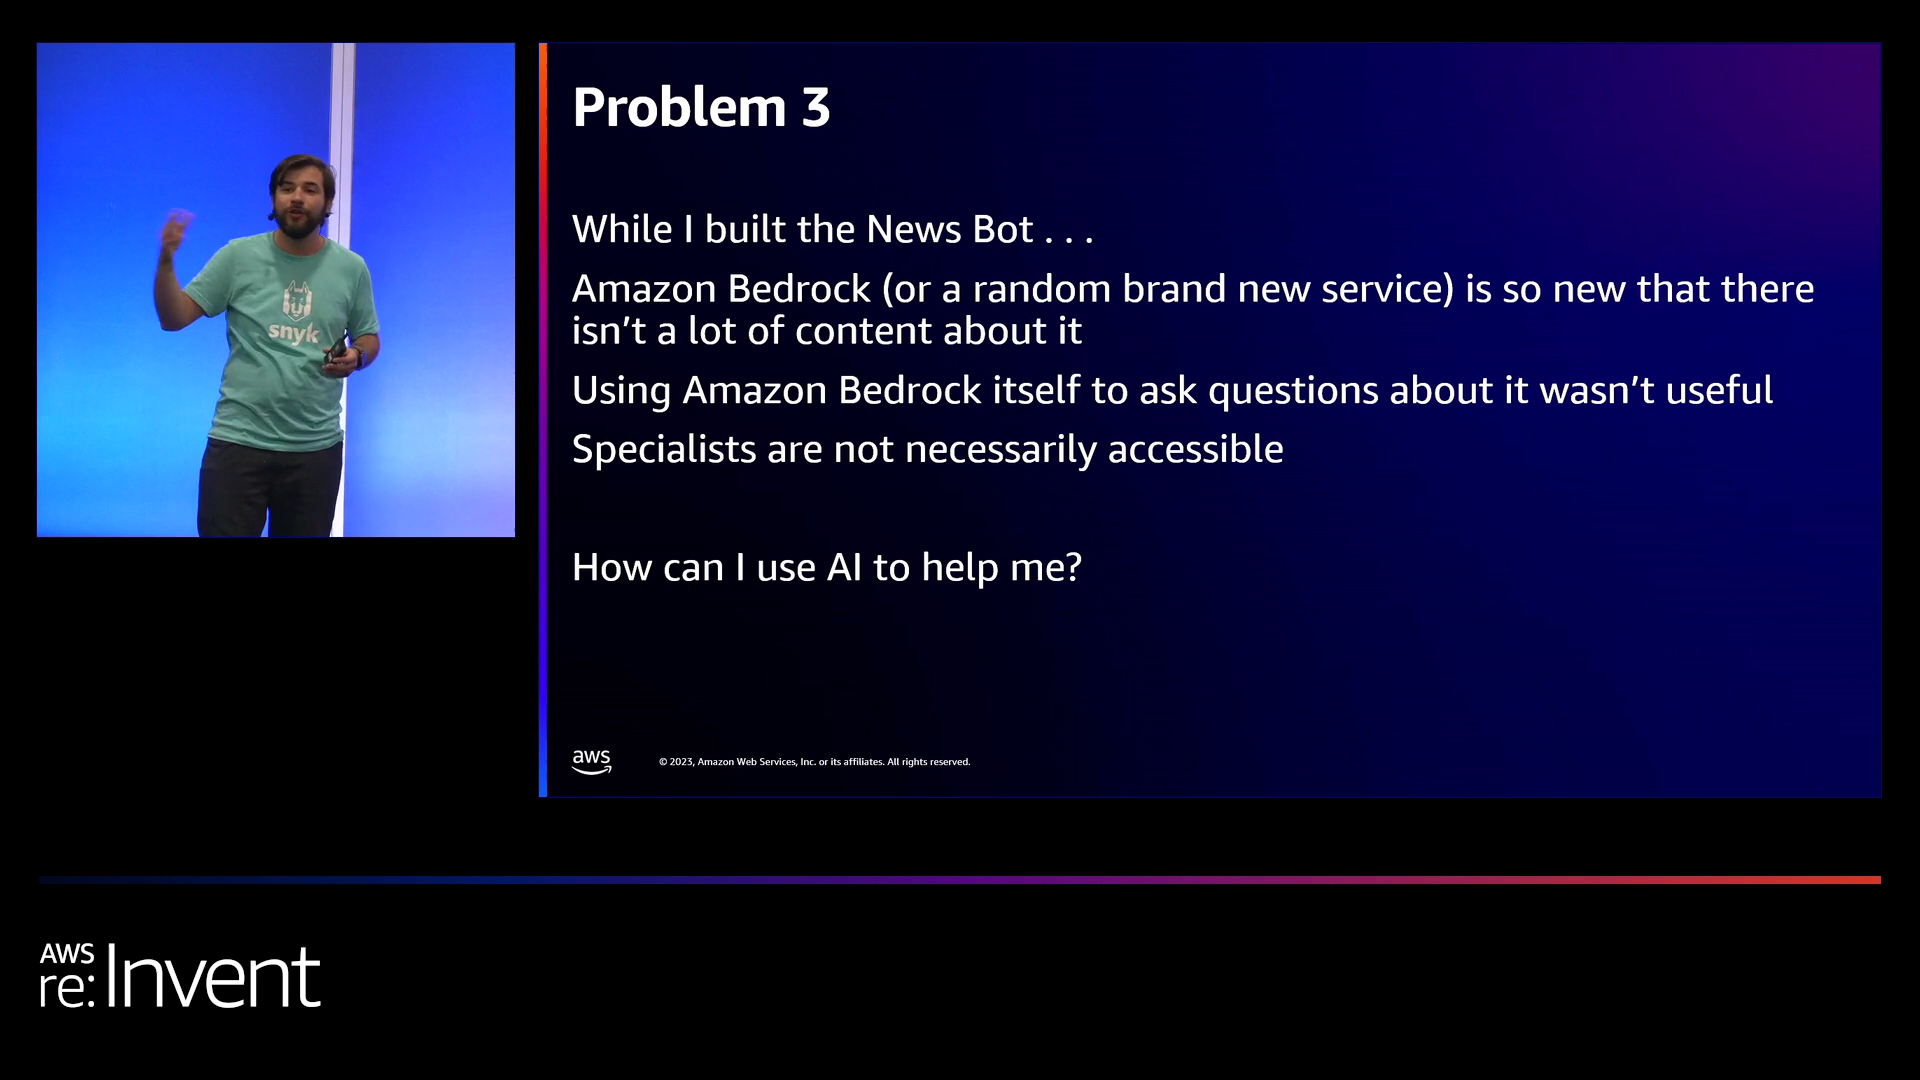 snyk
Problem 3
While I built the News Bot . . .
Amazon Bedrock (or a random brand new service) is so new that there
isn’t a lot of content about it
Using Amazon Bedrock itself to ask questions about it wasn’t useful
Specialists are not necessarily accessible
How can I use AI to help me?
aws
© 2023, Amazon Web Services, Inc. or its affiliates. All rights reserved.
AWS
re:Invent